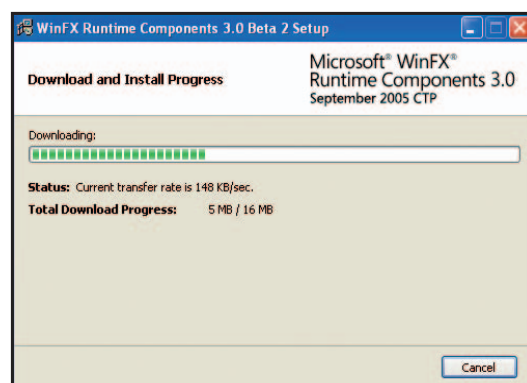 WinFX Runtime Components 3.0 Beta 2 Setup
Download and Install Progress
Microsoft® WinFX®
Runtime Components 3.0
September 2005 CTP
Downloading:
Status: Current transfer rate is 148 KB/sec.
Total Download Progress: 5 MB / 16 MB
Cancel